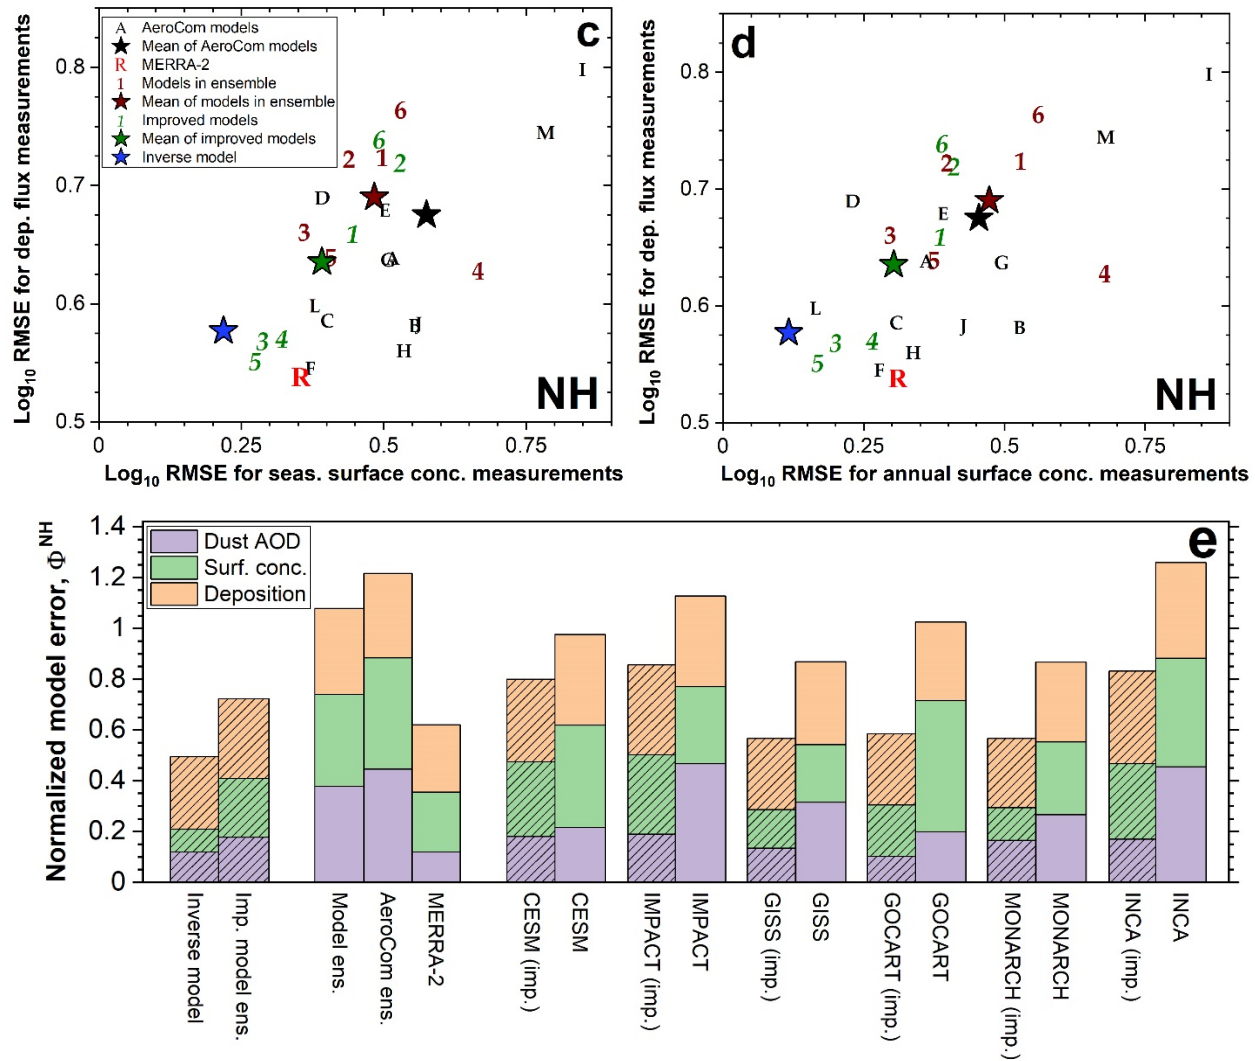 Log10 RMSE for dep. flux measurements
0.8
0.7
0.6
0.5
A AeroCom models
Mean of AeroCom models
R MERRA-2
1 Models in ensemble
Mean of models in ensemble
1 Improved models
Mean of improved models
Inverse model
c
I
M
6
6
2 1 2
D
E
3 1
5 G A
4
L C
B J
3 4
5
H
F
R
NH
0 0.25 0.5 0.75
Log10 RMSE for seas. surface conc. measurements
Log10 RMSE for dep. flux measurements
0.8
0.7
0.6
0.5
d
I
6
M
6
2 2 1
D
E
3 1
A 5 G
4
L
C J B
3 4
H
5
F R
NH
0 0.25 0.5 0.75
Log10 RMSE for annual surface conc. measurements
Normalized model error, Φ^NH
1.4
1.2
1
0.8
0.6
0.4
0.2
0
Dust AOD
Surf. conc.
Deposition
e
Inverse model
Imp. model ens.
Model ens.
AeroCom ens.
MERRA-2
CESM (imp.)
CESM
IMPACT (imp.)
IMPACT
GISS (imp.)
GISS
GOCART (imp.)
GOCART
MONARCH (imp.)
MONARCH
INCA (imp.)
INCA